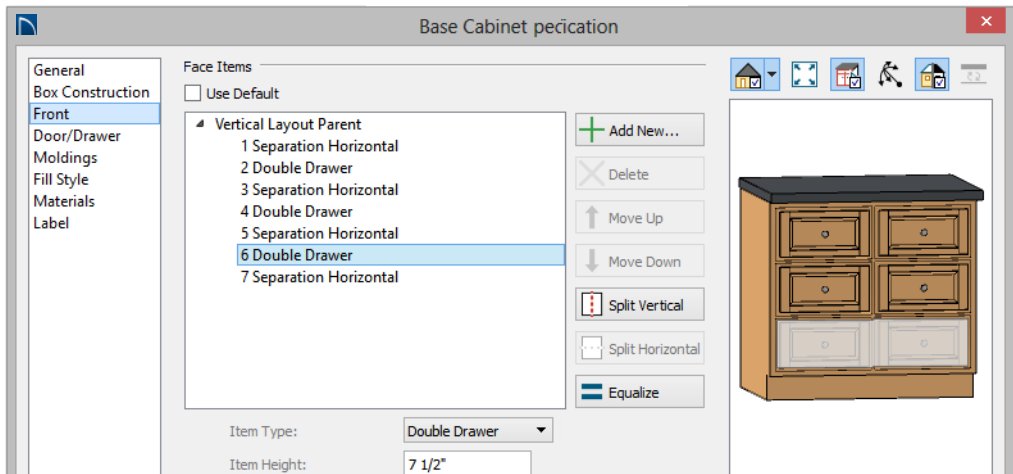 Base Cabinet pecification
General
Box Construction
Front
Door/Drawer
Moldings
Fill Style
Materials
Label
Face Items
Use Default
Vertical Layout Parent
1 Separation Horizontal
2 Double Drawer
3 Separation Horizontal
4 Double Drawer
5 Separation Horizontal
6 Double Drawer
7 Separation Horizontal
Add New...
Delete
Move Up
Move Down
Split Vertical
Split Horizontal
Equalize
Item Type: Double Drawer
Item Height: 7 1/2"